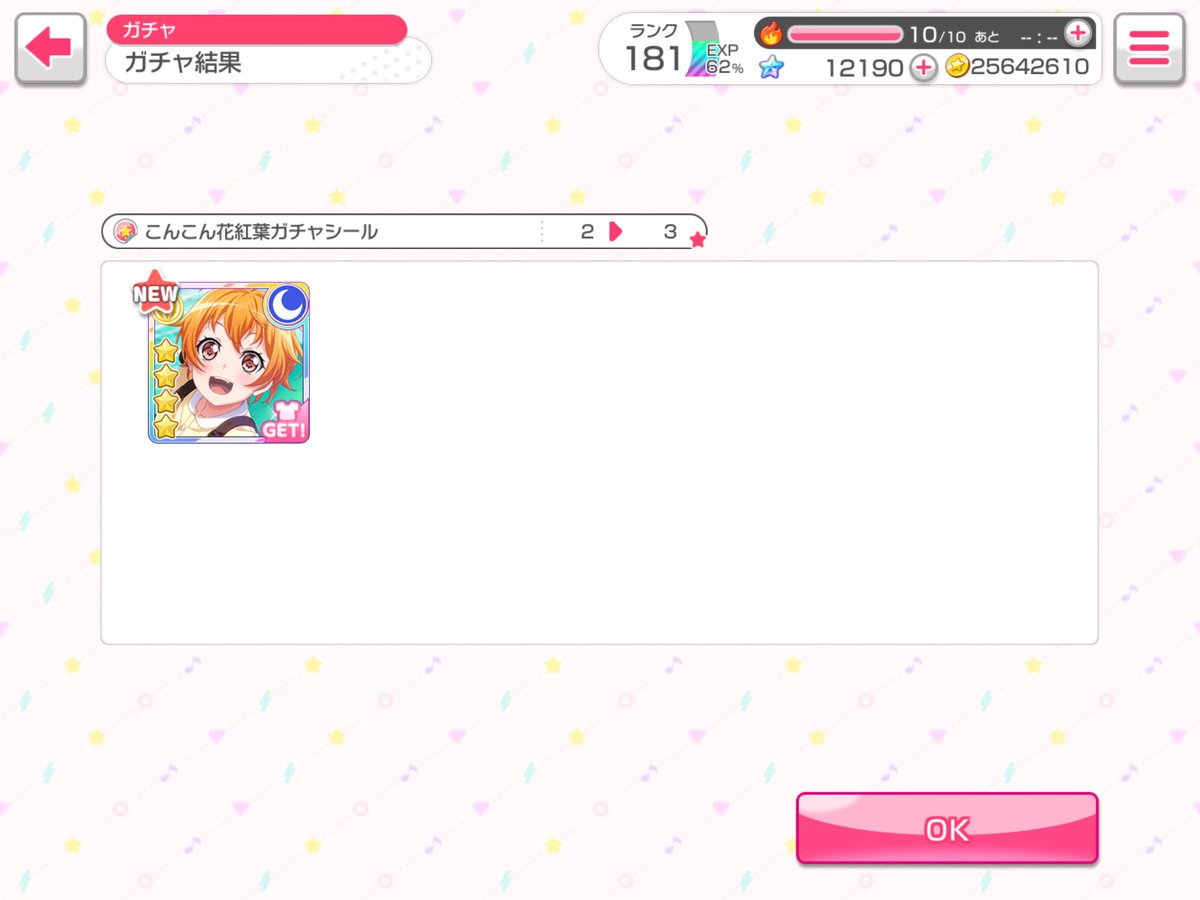 ガチャ
ガチャ結果
ランク
181
EXP
62%
10/10 あと --:--
12190
25642610
こんこん花紅葉ガチャシール 2 3
NEW
GET!
OK